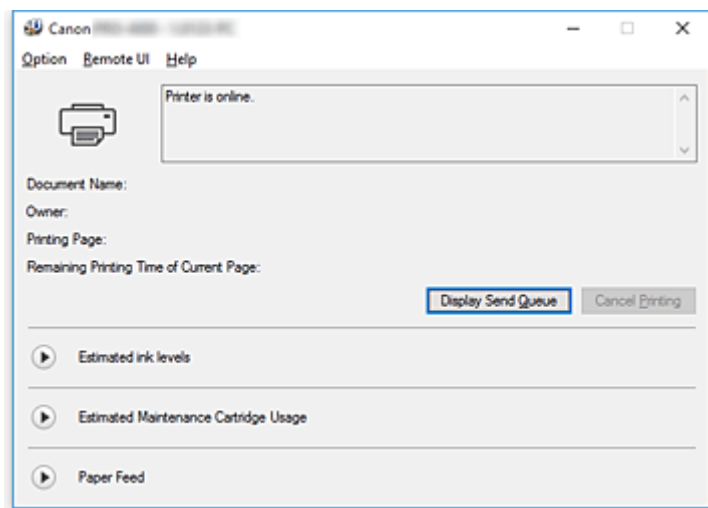 Canon
Option Remote UI Help
Printer is online.
Document Name:
Owner:
Printing Page:
Remaining Printing Time of Current Page:
Display Send Queue Cancel Printing
Estimated ink levels
Estimated Maintenance Cartridge Usage
Paper Feed